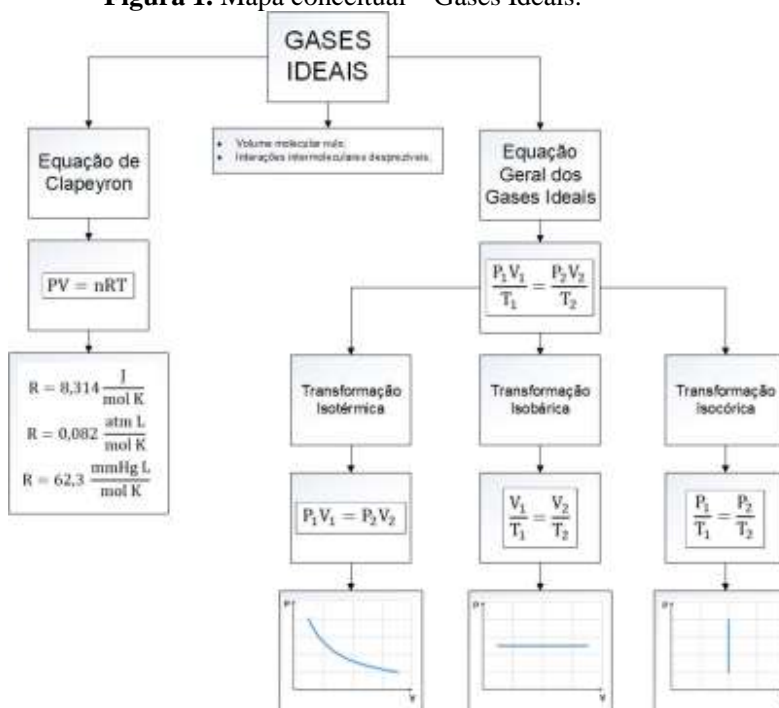 Figura 1. Mapa conceitual – Gases Ideais.
GASES
IDEAIS
Equação de
Clapeyron
• Volume molecular nulo.
• Interações intermoleculares desprezíveis.
Equação
Geral dos
Gases Ideais
PV = nRT
P₁V₁/T₁ = P₂V₂/T₂
R = 8,314 J/mol K
R = 0,082 atm L/mol K
R = 62,3 mmHg L/mol K
Transformação
Isotérmica
Transformação
Isobárica
Transformação
Isocórica
P₁V₁ = P₂V₂
V₁/T₁ = V₂/T₂
P₁/T₁ = P₂/T₂
P
V
P
V
P
V